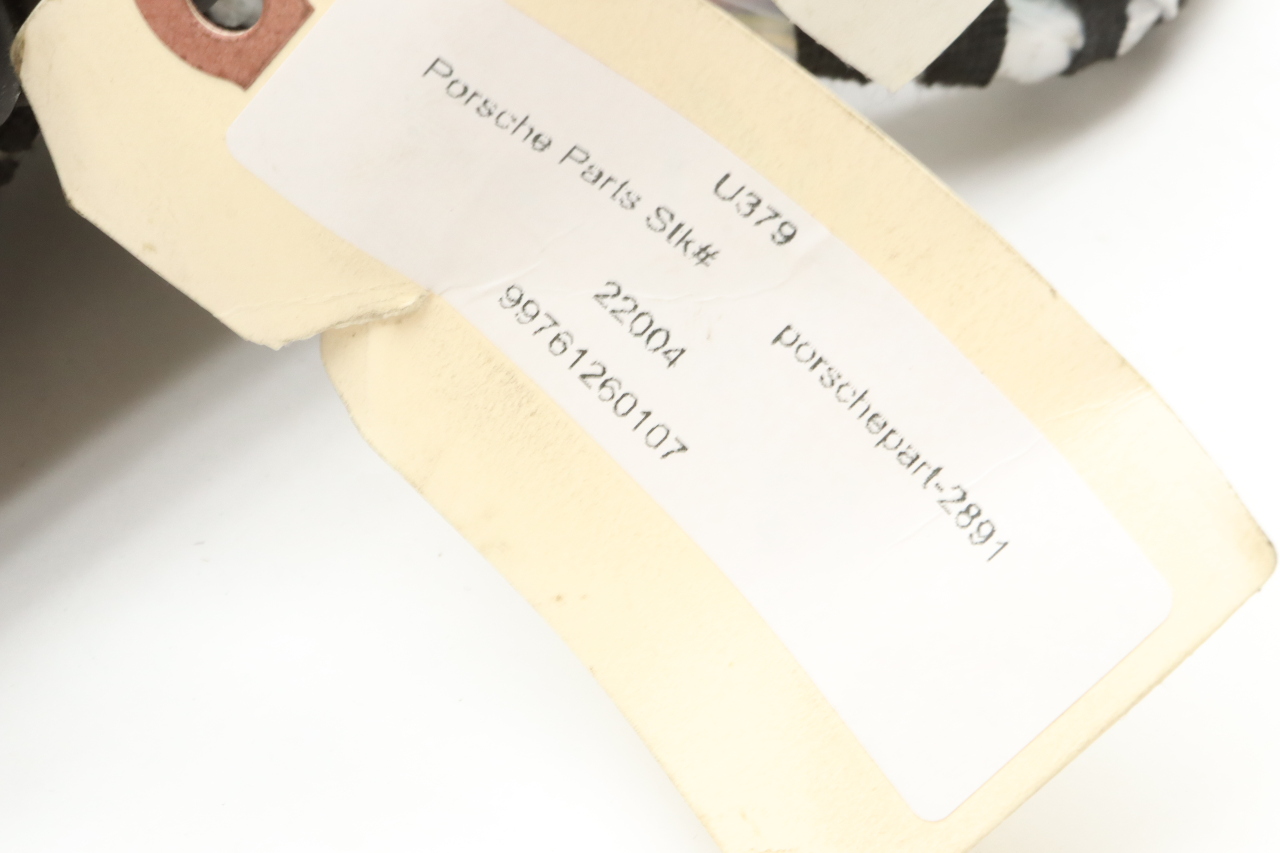 U379
Porsche Parts Stk#
porschepart-2891
22004
99761260107